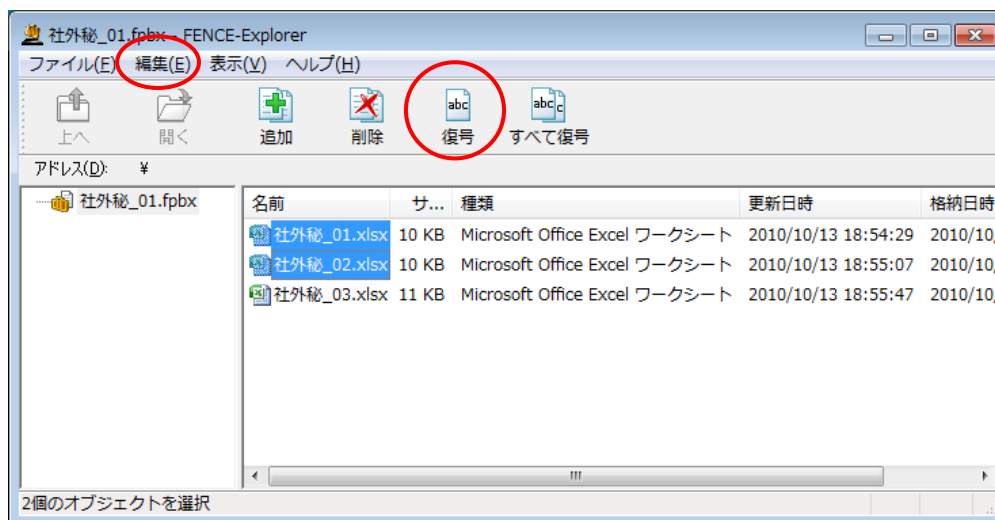 社外秘_01.fpbx - FENCE-Explorer
ファイル(F) 編集(E) 表示(V) ヘルプ(H)
上へ 開く 追加 削除 復号 すべて復号
アドレス(D): ¥
社外秘_01.fpbx
名前 サ... 種類 更新日時 格納日時
社外秘_01.xlsx 10 KB Microsoft Office Excel ワークシート 2010/10/13 18:54:29 2010/10/
社外秘_02.xlsx 10 KB Microsoft Office Excel ワークシート 2010/10/13 18:55:07 2010/10/
社外秘_03.xlsx 11 KB Microsoft Office Excel ワークシート 2010/10/13 18:55:47 2010/10/
2個のオブジェクトを選択